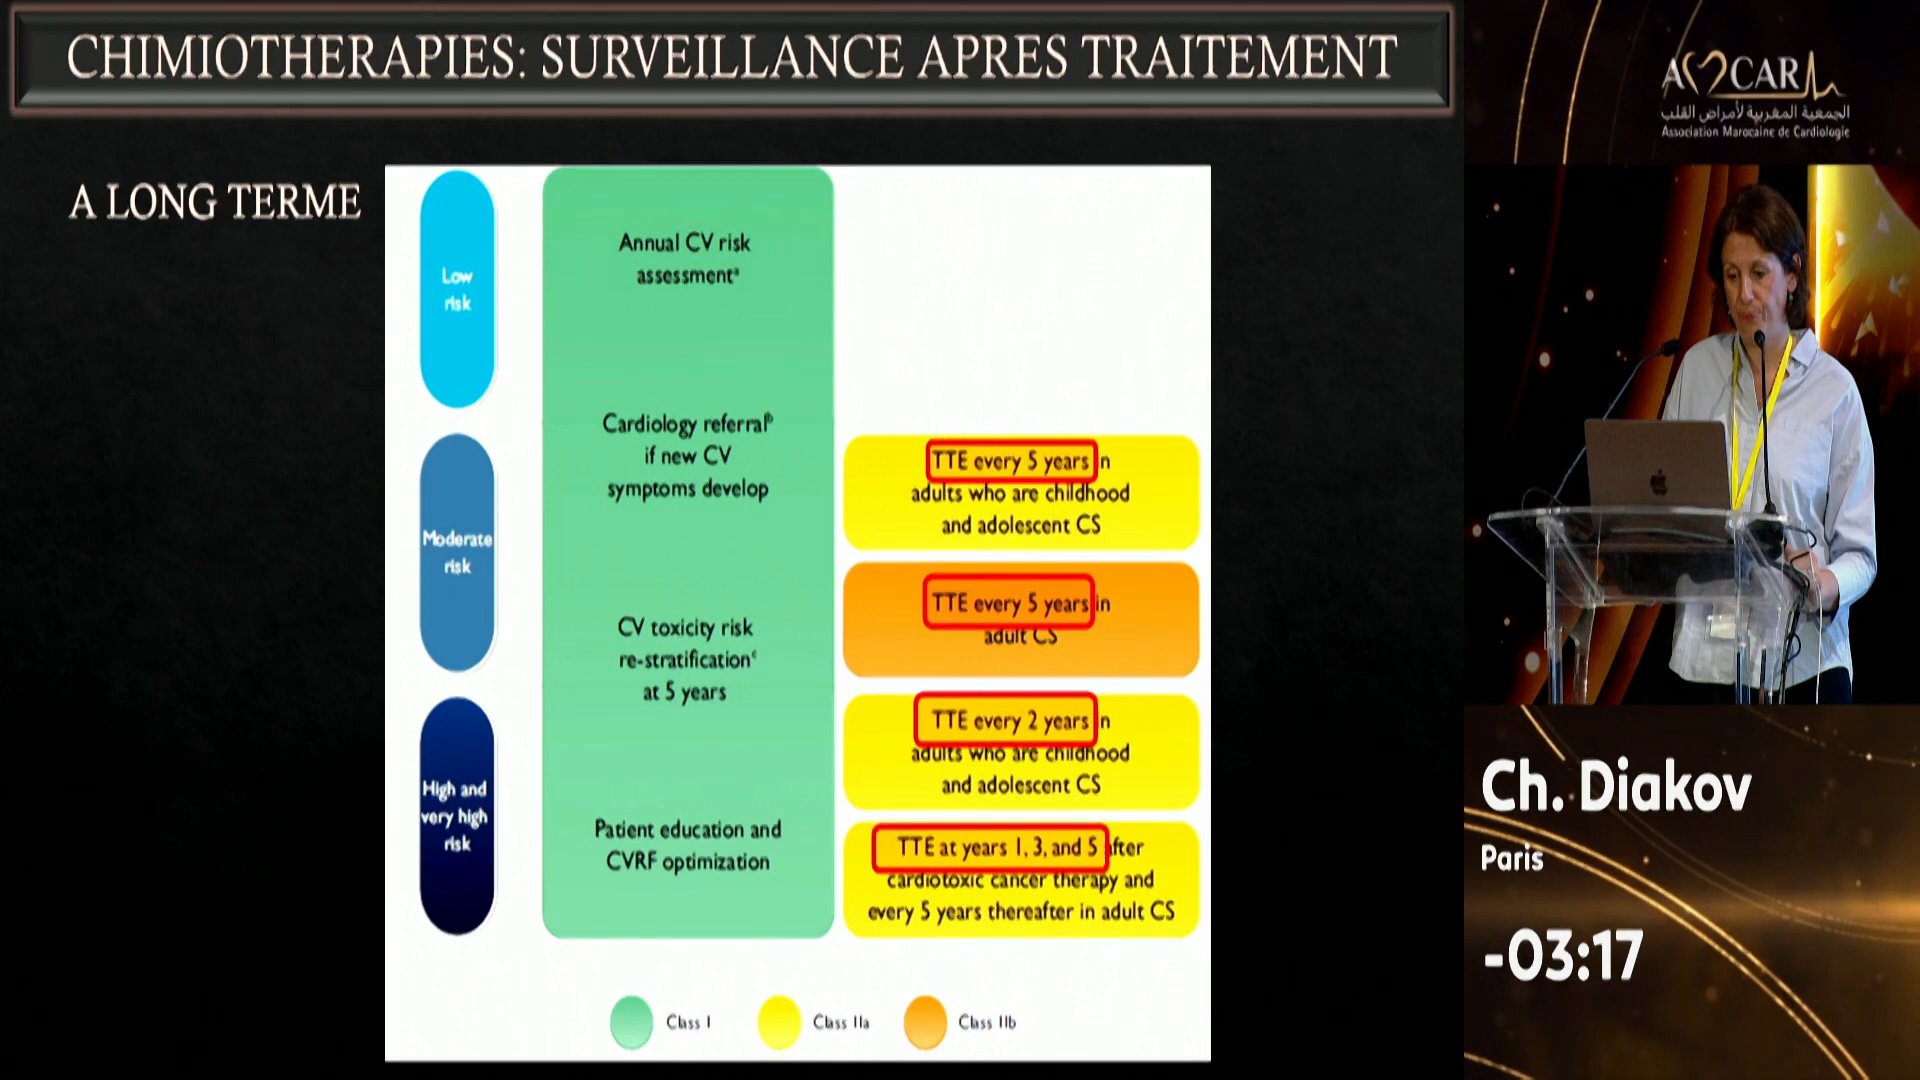 CHIMIOTHERAPIES: SURVEILLANCE APRES TRAITEMENT
A LONG TERME
Low
risk
Moderate
risk
High and
very high
risk
Annual CV risk
assessmentᵃ
Cardiology referralᵇ
if new CV
symptoms develop
CV toxicity risk
re-stratificationᶜ
at 5 years
Patient education and
CVRF optimization
TTE every 5 years in
adults who are childhood
and adolescent CS
TTE every 5 years in
adult CS
TTE every 2 years in
adults who are childhood
and adolescent CS
TTE at years 1, 3, and 5 after
cardiotoxic cancer therapy and
every 5 years thereafter in adult CS
Class I
Class IIa
Class IIb
AMCAR
الجمعية المغربية لأمراض القلب
Association Marocaine de Cardiologie
Ch. Diakov
Paris
-03:17